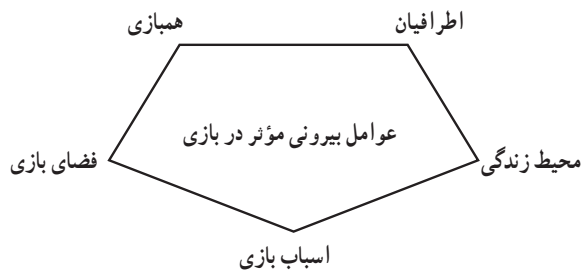 اطرافیان
همبازی
عوامل بیرونی مؤثر در بازی
محیط زندگی
فضای بازی
اسباب بازی